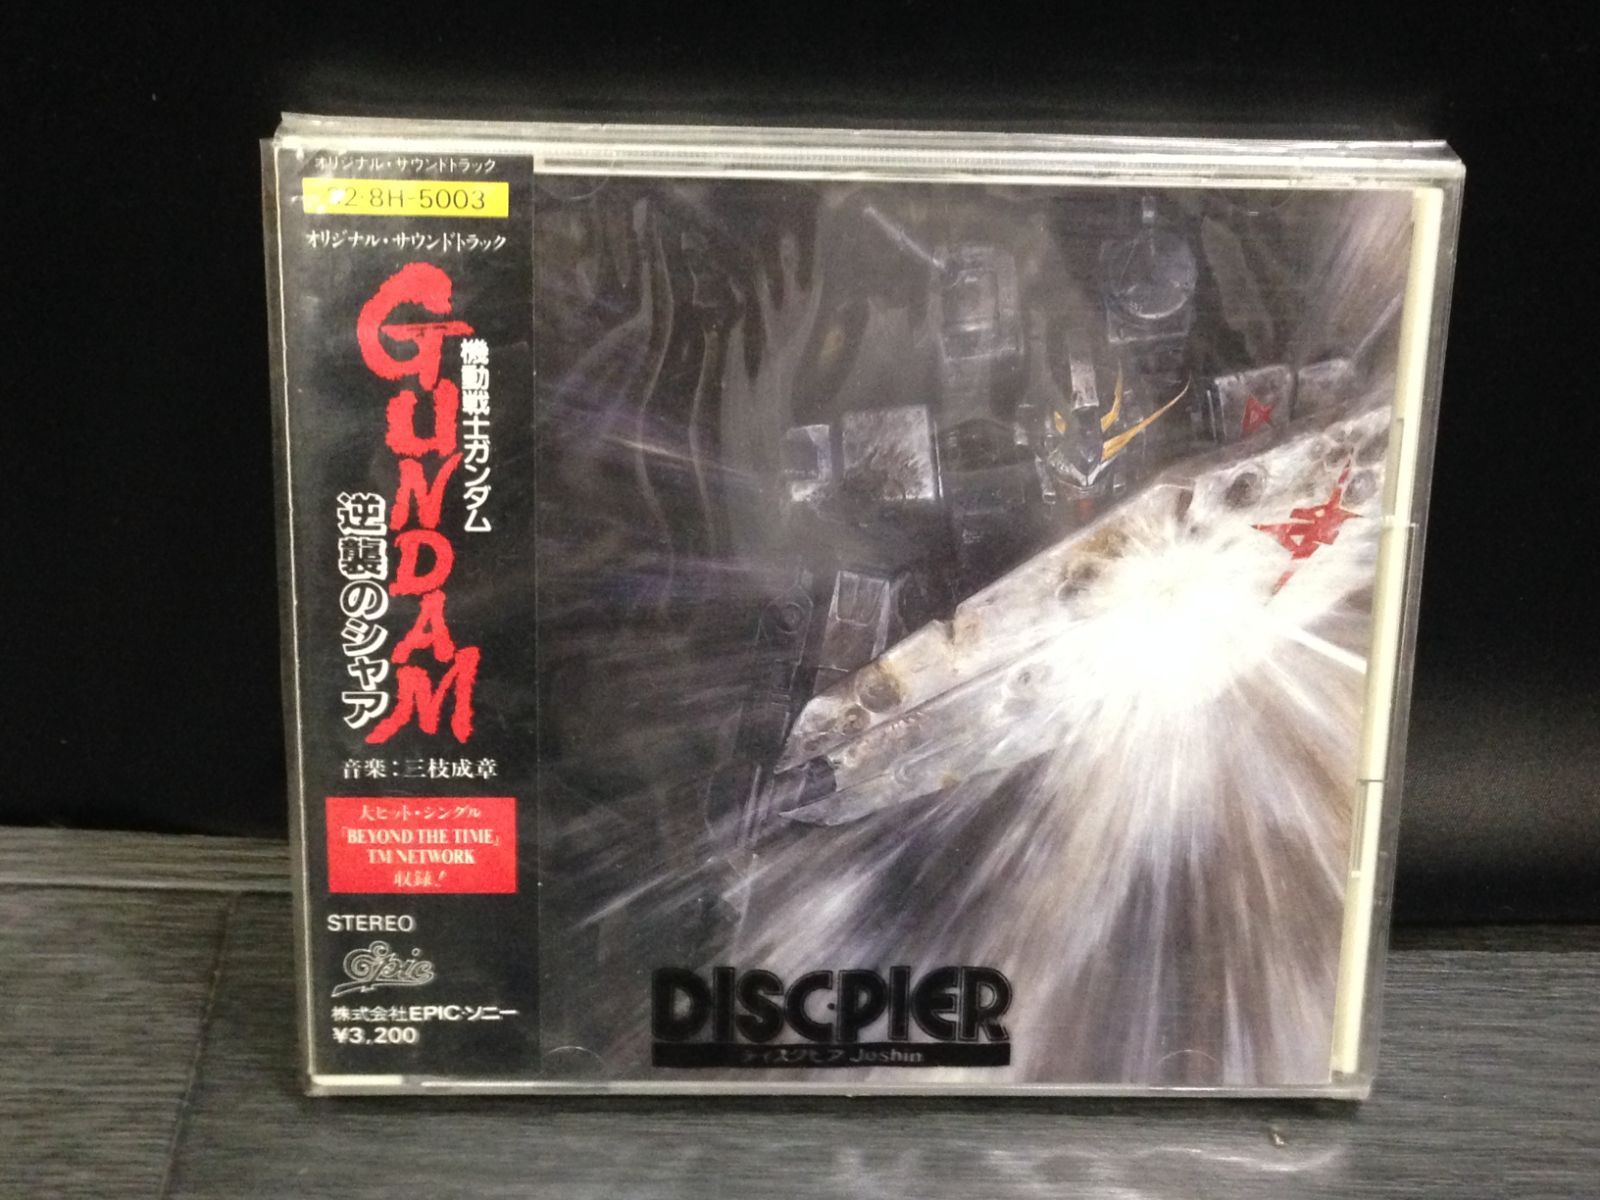 オリジナル・サウンドトラック
32・8H-5003
オリジナル・サウンドトラック
機動戦士ガンダム
GUNDAM
逆襲のシャア
音楽:三枝成章
大ヒット・シングル
「BEYOND THE TIME」
TM NETWORK
収録!
STEREO
Epic
株式会社EPIC・ソニー
¥3,200
DISC・PIER
ディスクピア Joshin